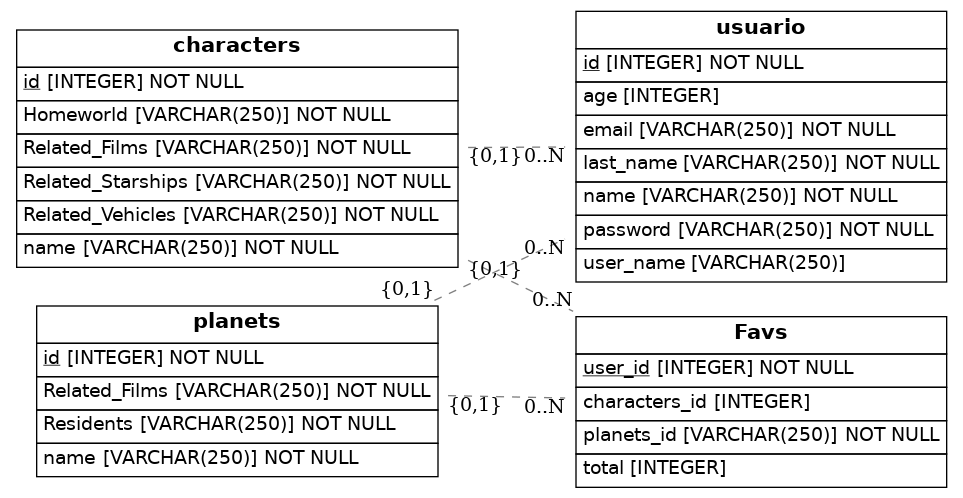 characters
id [INTEGER] NOT NULL
Homeworld [VARCHAR(250)] NOT NULL
Related_Films [VARCHAR(250)] NOT NULL
Related_Starships [VARCHAR(250)] NOT NULL
Related_Vehicles [VARCHAR(250)] NOT NULL
name [VARCHAR(250)] NOT NULL
usuario
id [INTEGER] NOT NULL
age [INTEGER]
email [VARCHAR(250)] NOT NULL
last_name [VARCHAR(250)] NOT NULL
name [VARCHAR(250)] NOT NULL
password [VARCHAR(250)] NOT NULL
user_name [VARCHAR(250)]
{0,1} 0..N
0..N
{0,1}
{0,1}
0..N
planets
id [INTEGER] NOT NULL
Related_Films [VARCHAR(250)] NOT NULL
Residents [VARCHAR(250)] NOT NULL
name [VARCHAR(250)] NOT NULL
{0,1} 0..N
Favs
user_id [INTEGER] NOT NULL
characters_id [INTEGER]
planets_id [VARCHAR(250)] NOT NULL
total [INTEGER]